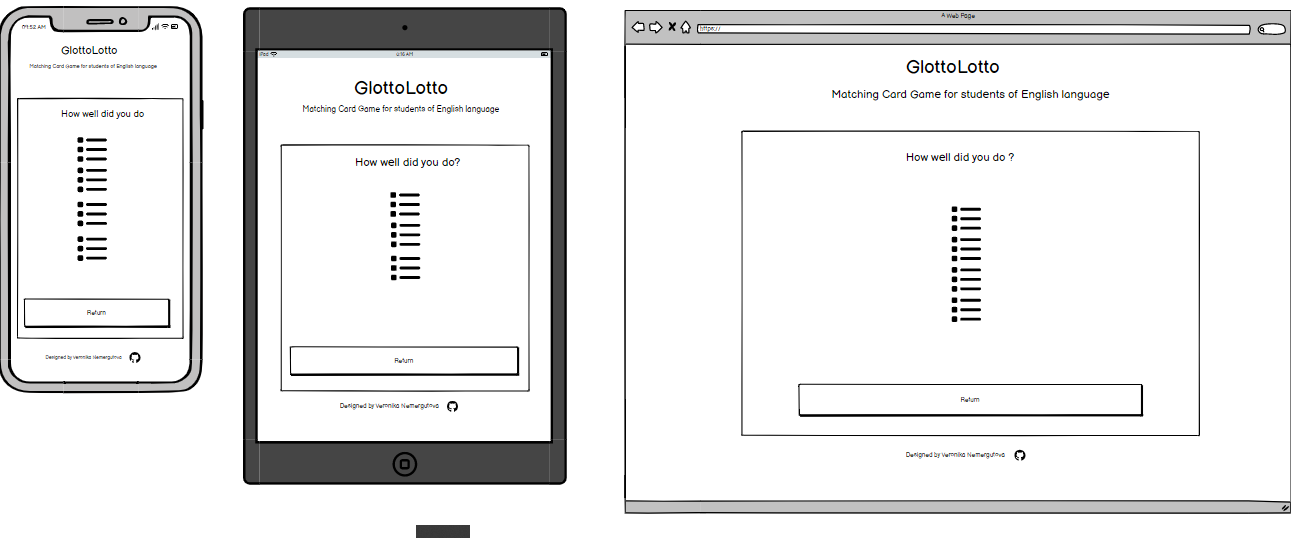 09:52 AM
GlottoLotto
Matching Card Game for students of English language
How well did you do
Return
Designed by Veronika Nemergutova
iPad
9:16 AM
GlottoLotto
Matching Card Game for students of English language
How well did you do?
Return
Designed by Veronika Nemergutova
A Web Page
https://
GlottoLotto
Matching Card Game for students of English language
How well did you do ?
Return
Designed by Veronika Nemergutova